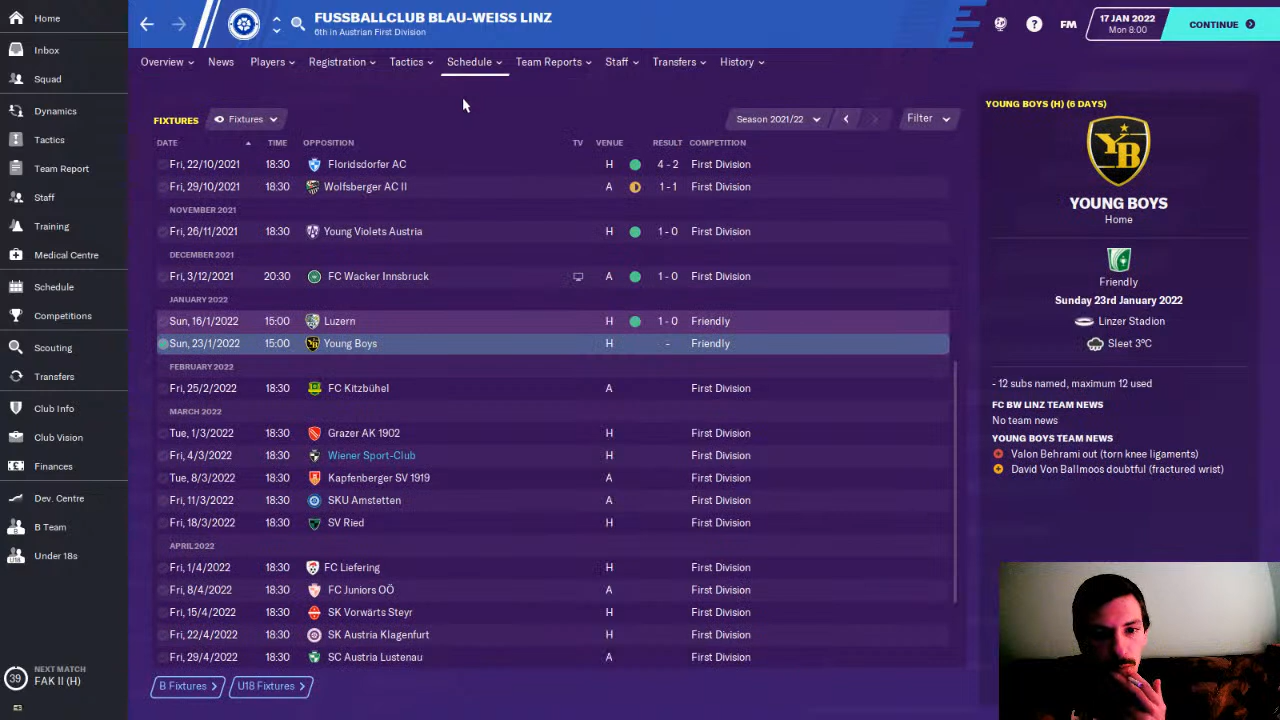 FUSSBALLCLUB BLAU-WEISS LINZ
6th in Austrian First Division
FM
17 JAN 2022
Mon 8:00
CONTINUE
Home
Inbox
Squad
Dynamics
Tactics
Team Report
Staff
Training
Medical Centre
Schedule
Competitions
Scouting
Transfers
Club Info
Club Vision
Finances
Dev. Centre
B Team
Under 18s
39
NEXT MATCH
FAK II (H)
Overview News Players Registration Tactics Schedule Team Reports Staff Transfers History
FIXTURES Fixtures Season 2021/22 Filter
DATE TIME OPPOSITION TV VENUE RESULT COMPETITION
Fri, 22/10/2021 18:30 Floridsdorfer AC H 4 - 2 First Division
Fri, 29/10/2021 18:30 Wolfsberger AC II A 1 - 1 First Division
NOVEMBER 2021
Fri, 26/11/2021 18:30 Young Violets Austria H 1 - 0 First Division
DECEMBER 2021
Fri, 3/12/2021 20:30 FC Wacker Innsbruck A 1 - 0 First Division
JANUARY 2022
Sun, 16/1/2022 15:00 Luzern H 1 - 0 Friendly
Sun, 23/1/2022 15:00 Young Boys H - Friendly
FEBRUARY 2022
Fri, 25/2/2022 18:30 FC Kitzbühel A First Division
MARCH 2022
Tue, 1/3/2022 18:30 Grazer AK 1902 H First Division
Fri, 4/3/2022 18:30 Wiener Sport-Club H First Division
Tue, 8/3/2022 18:30 Kapfenberger SV 1919 A First Division
Fri, 11/3/2022 18:30 SKU Amstetten A First Division
Fri, 18/3/2022 18:30 SV Ried H First Division
APRIL 2022
Fri, 1/4/2022 18:30 FC Liefering H First Division
Fri, 8/4/2022 18:30 FC Juniors OÖ A First Division
Fri, 15/4/2022 18:30 SK Vorwärts Steyr H First Division
Fri, 22/4/2022 18:30 SK Austria Klagenfurt H First Division
Fri, 29/4/2022 18:30 SC Austria Lustenau A First Division
B Fixtures U18 Fixtures
YOUNG BOYS (H) (6 DAYS)
YB
YOUNG BOYS
Home
Friendly
Sunday 23rd January 2022
Linzer Stadion
Sleet 3ºC
- 12 subs named, maximum 12 used
FC BW LINZ TEAM NEWS
No team news
YOUNG BOYS TEAM NEWS
Valon Behrami out (torn knee ligaments)
David Von Ballmoos doubtful (fractured wrist)